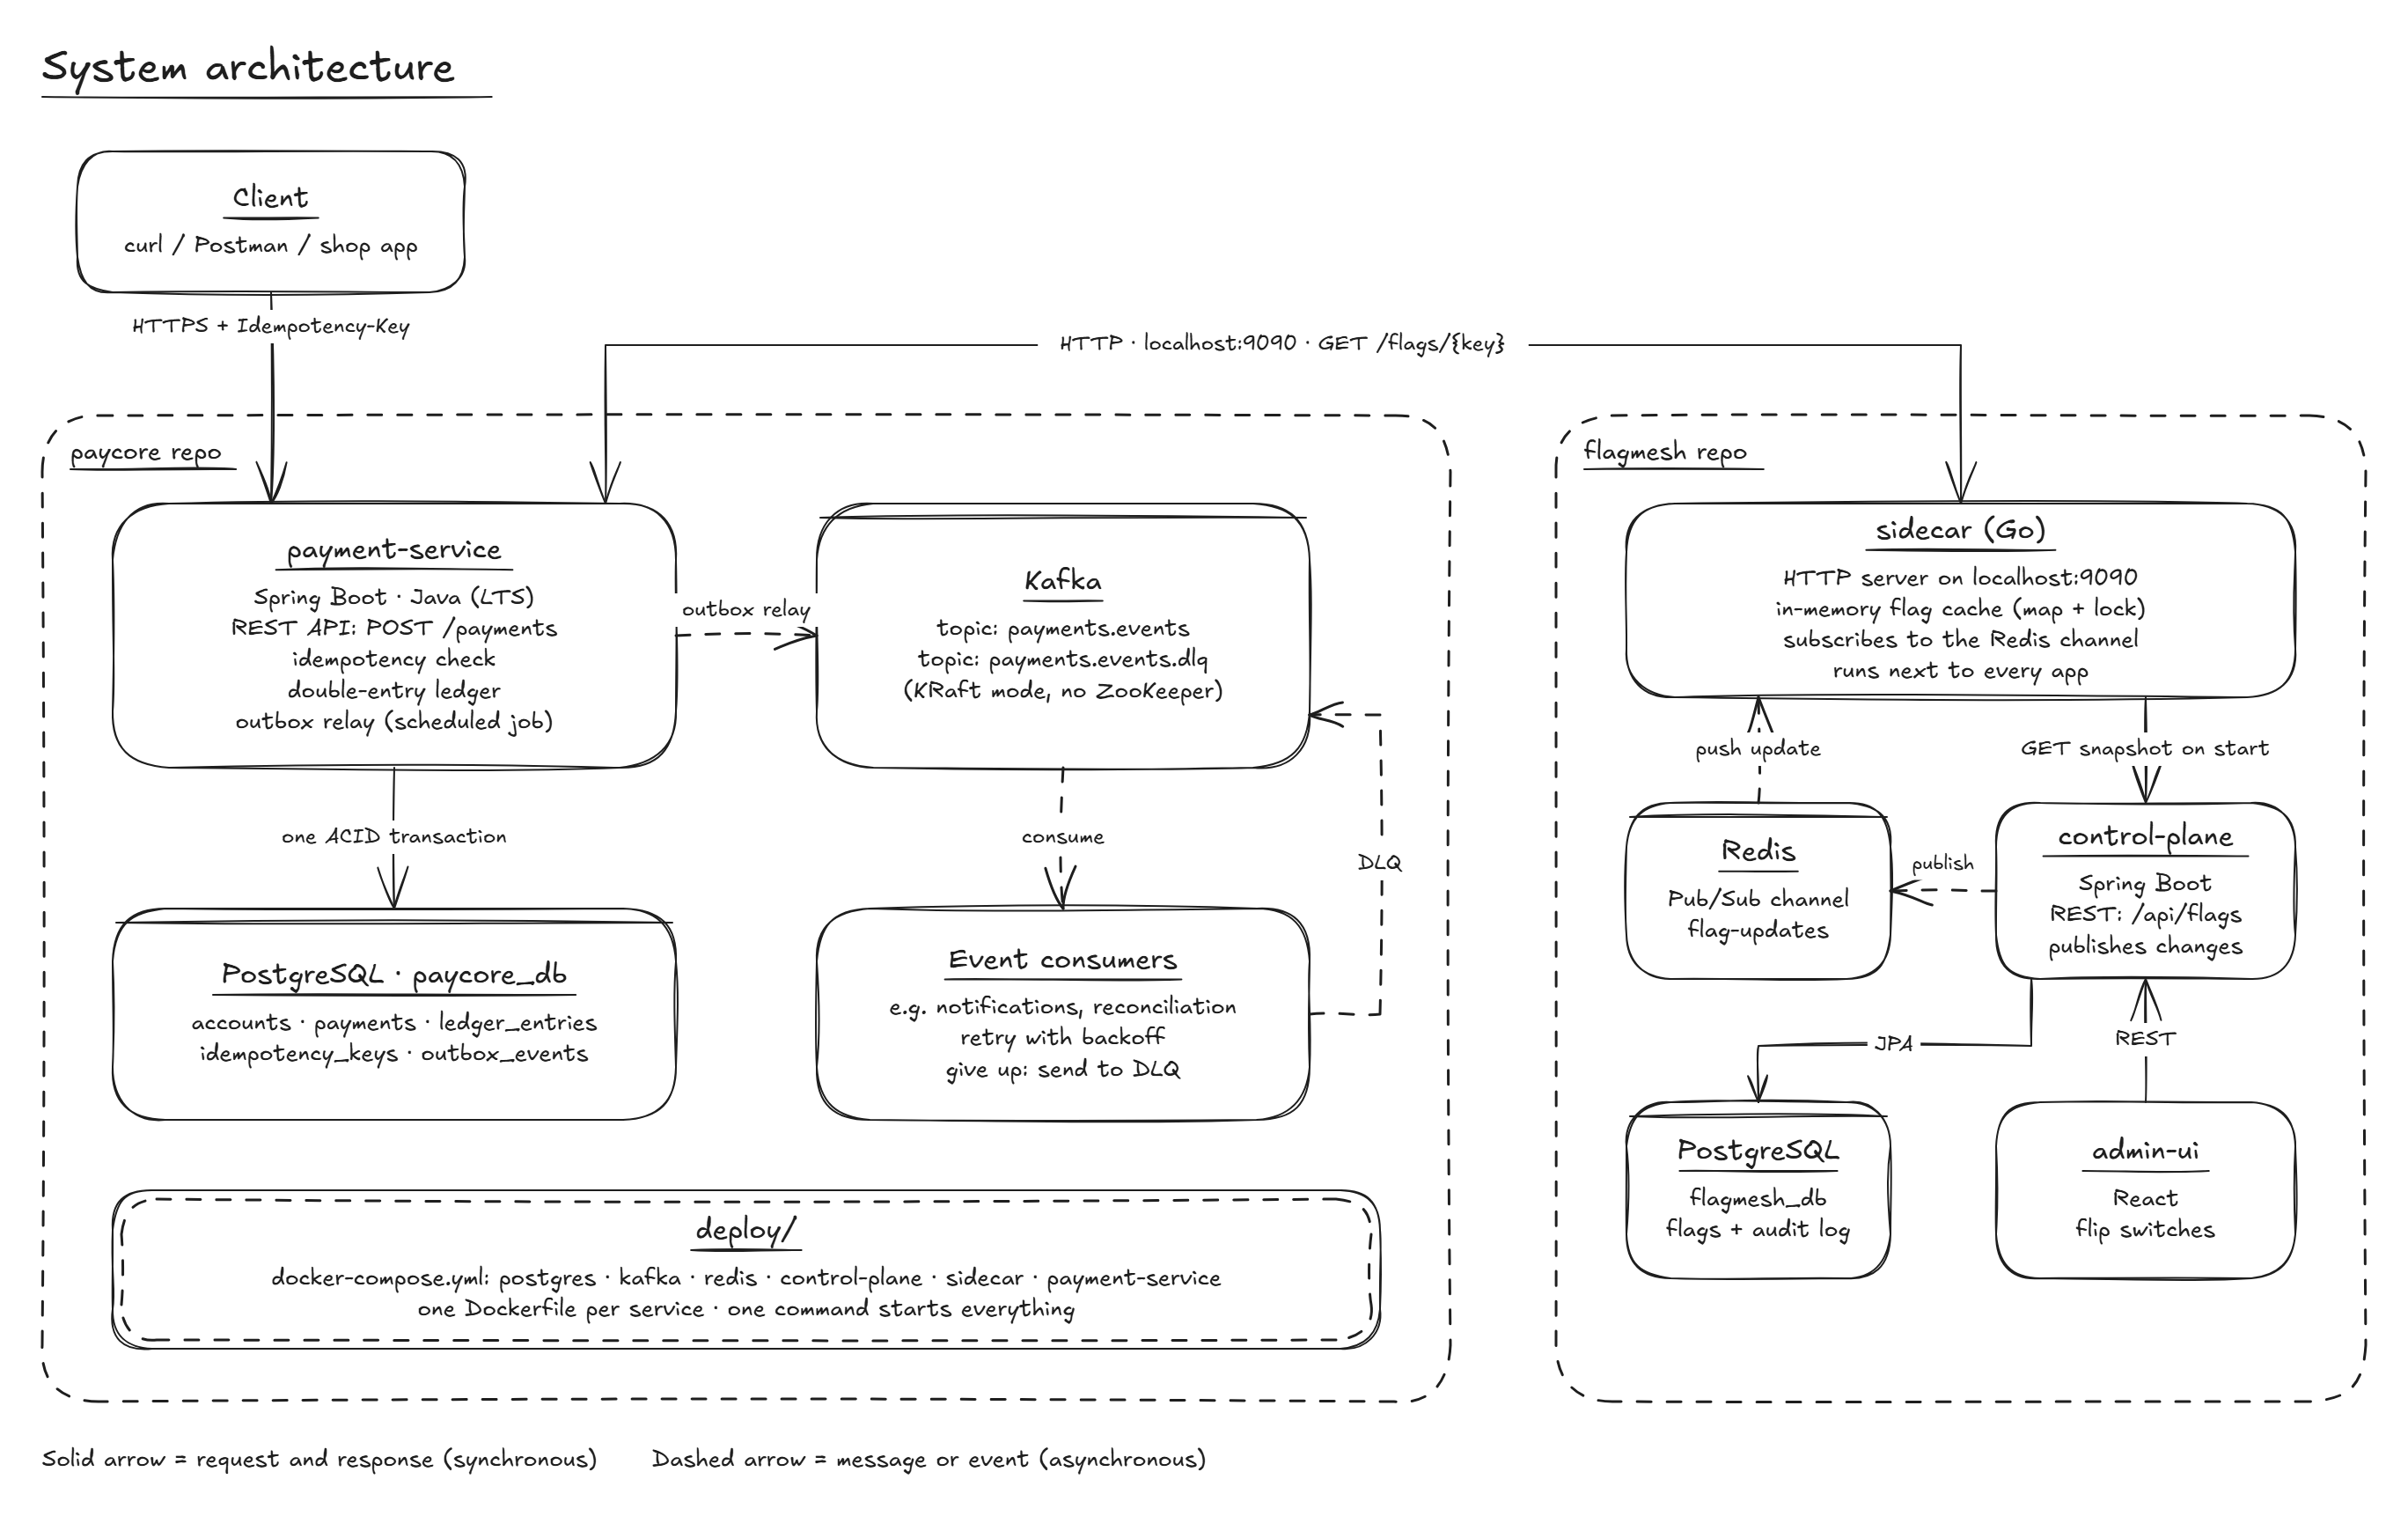 System architecture
Client
curl / Postman / shop app
HTTPS + Idempotency-Key
HTTP · localhost:9090 · GET /flags/{key}
paycore repo
payment-service
Spring Boot · Java (LTS)
REST API: POST /payments
idempotency check
double-entry ledger
outbox relay (scheduled job)
outbox relay
Kafka
topic: payments.events
topic: payments.events.dlq
(KRaft mode, no ZooKeeper)
one ACID transaction
consume
DLQ
PostgreSQL · paycore_db
accounts · payments · ledger_entries
idempotency_keys · outbox_events
Event consumers
e.g. notifications, reconciliation
retry with backoff
give up: send to DLQ
deploy/
docker-compose.yml: postgres · kafka · redis · control-plane · sidecar · payment-service
one Dockerfile per service · one command starts everything
flagmesh repo
sidecar (Go)
HTTP server on localhost:9090
in-memory flag cache (map + lock)
subscribes to the Redis channel
runs next to every app
push update
GET snapshot on start
Redis
Pub/Sub channel
flag-updates
publish
control-plane
Spring Boot
REST: /api/flags
publishes changes
JPA
REST
PostgreSQL
flagmesh_db
flags + audit log
admin-ui
React
flip switches
Solid arrow = request and response (synchronous)
Dashed arrow = message or event (asynchronous)